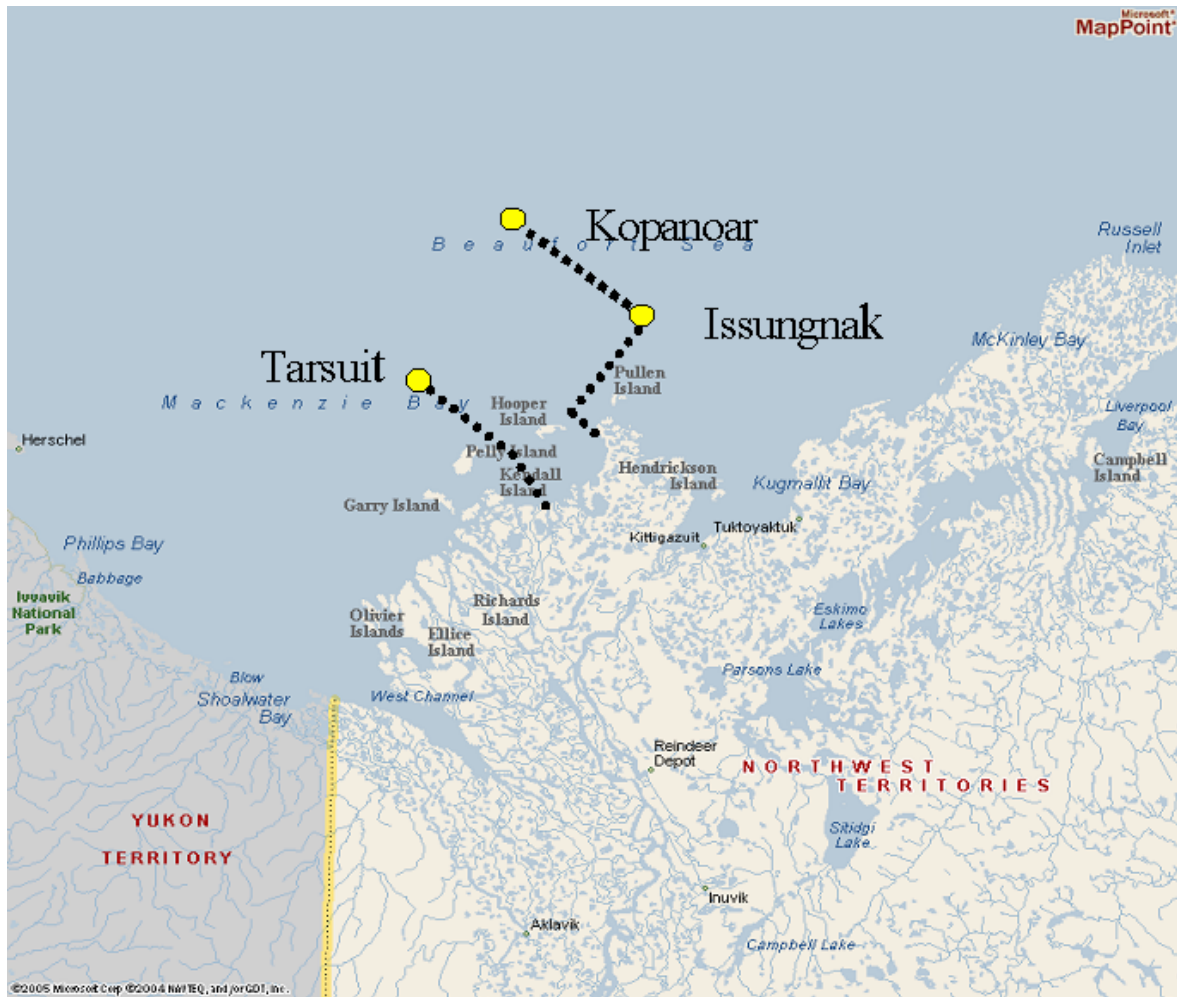 Microsoft®
MapPoint®
Kopanoar
Beaufort Sea
Russell
Inlet
Issungnak
McKinley Bay
Tarsuit
Pullen
Island
Mackenzie Bay
Hooper
Island
Liverpool
Bay
Herschel
Pelly Island
Kendall
Island
Hendrickson
Island
Campbell
Island
Kugmallit Bay
Garry Island
Tuktoyaktuk
Kittigazuit
Phillips Bay
Babbage
Ivvavik
National
Park
Richards
Island
Olivier
Islands
Ellice
Island
Eskimo
Lakes
Parsons Lake
Blow
Shoalwater
Bay
West Channel
Reindeer
Depot
NORTHWEST
TERRITORIES
YUKON
TERRITORY
Sitidgi
Lake
Inuvik
Aklavik
Campbell Lake
©2005 Microsoft Corp ©2004 NAVTEQ, and/or GDT, Inc.